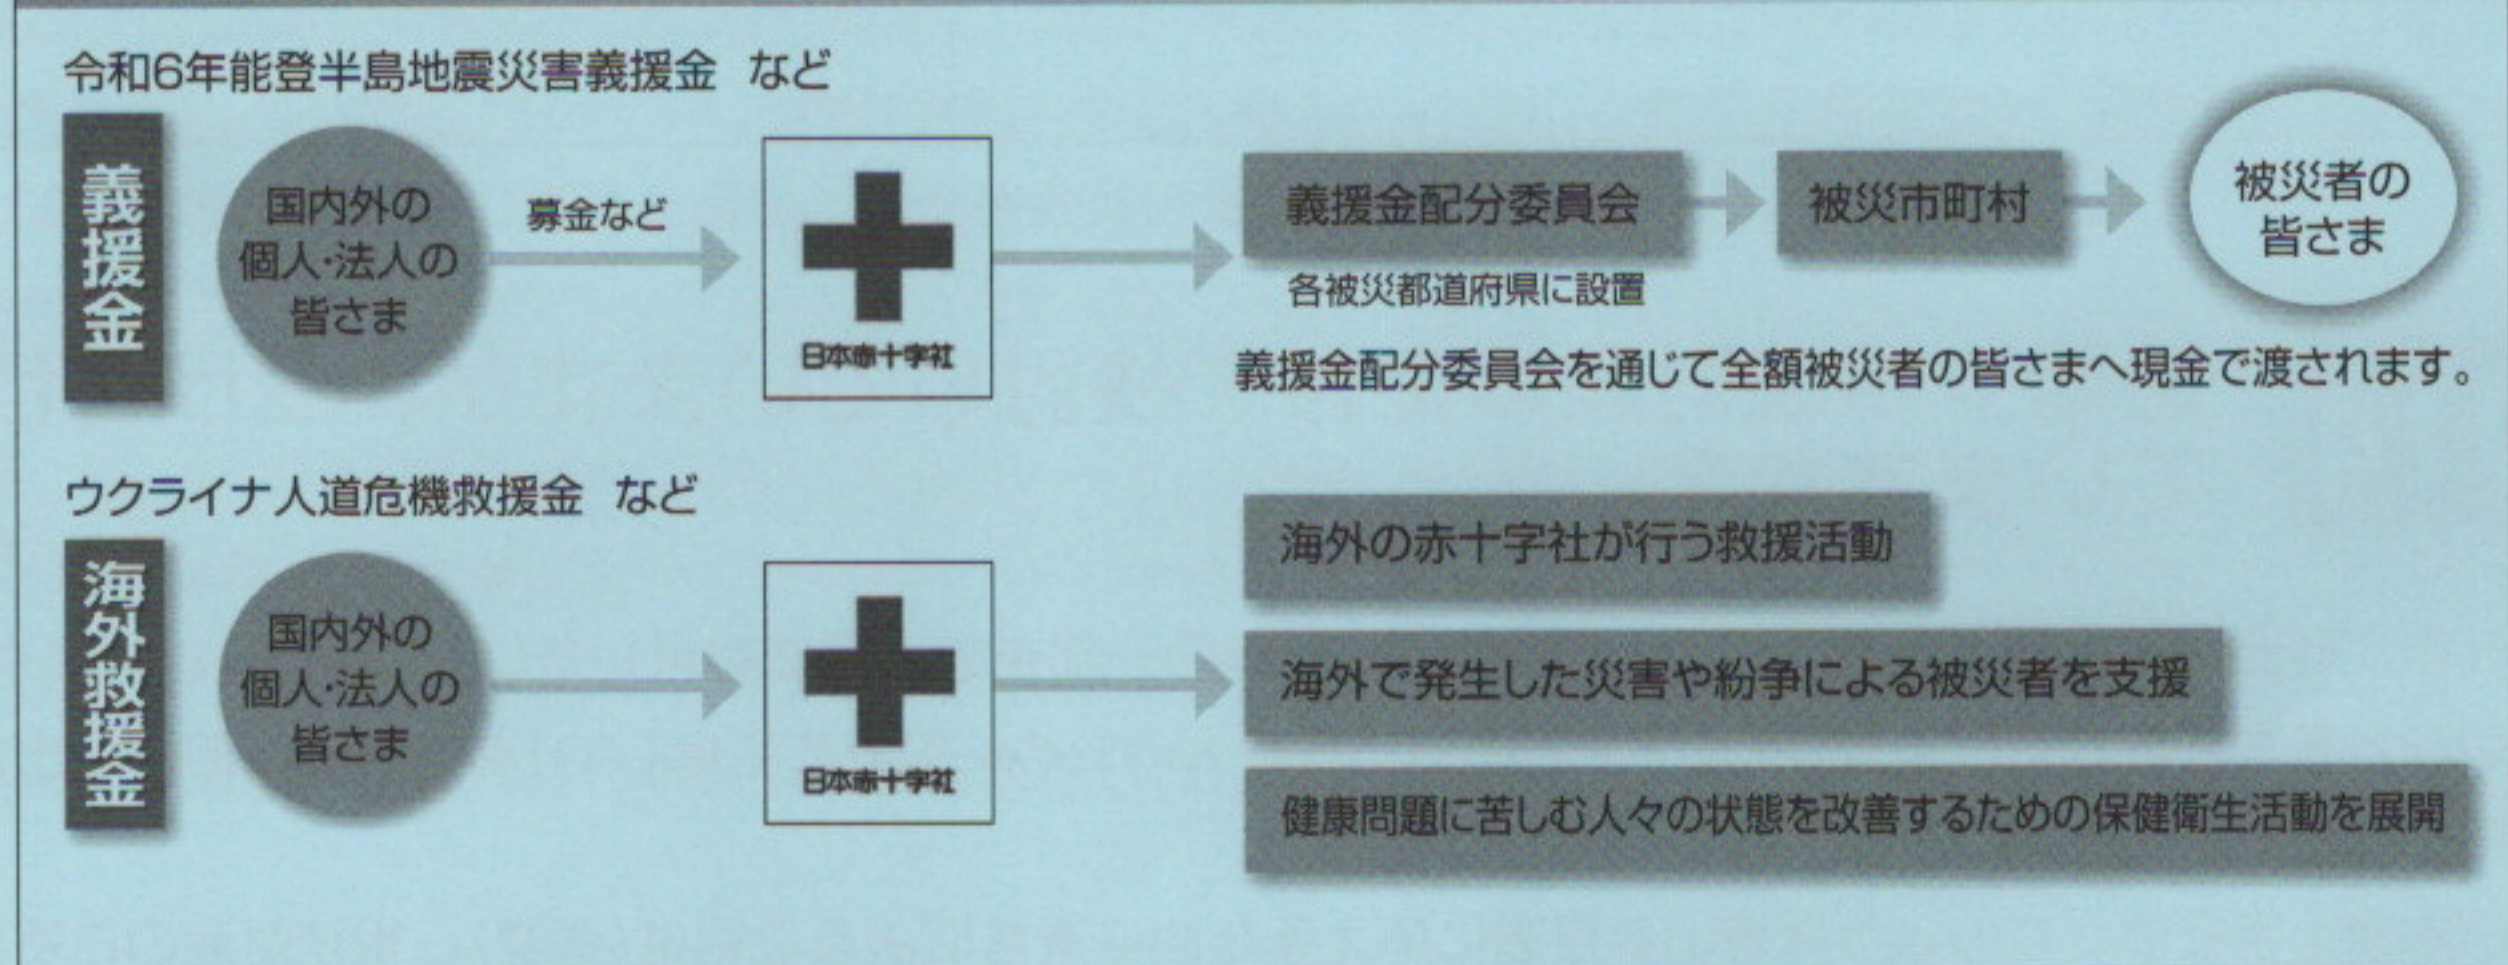 令和6年能登半島地震災害義援金 など
義援金
国内外の
個人・法人の
皆さま
募金など
日本赤十字社
義援金配分委員会
各被災都道府県に設置
被災市町村
被災者の
皆さま
義援金配分委員会を通じて全額被災者の皆さまへ現金で渡されます。
ウクライナ人道危機救援金 など
海外救援金
国内外の
個人・法人の
皆さま
日本赤十字社
海外の赤十字社が行う救援活動
海外で発生した災害や紛争による被災者を支援
健康問題に苦しむ人々の状態を改善するための保健衛生活動を展開